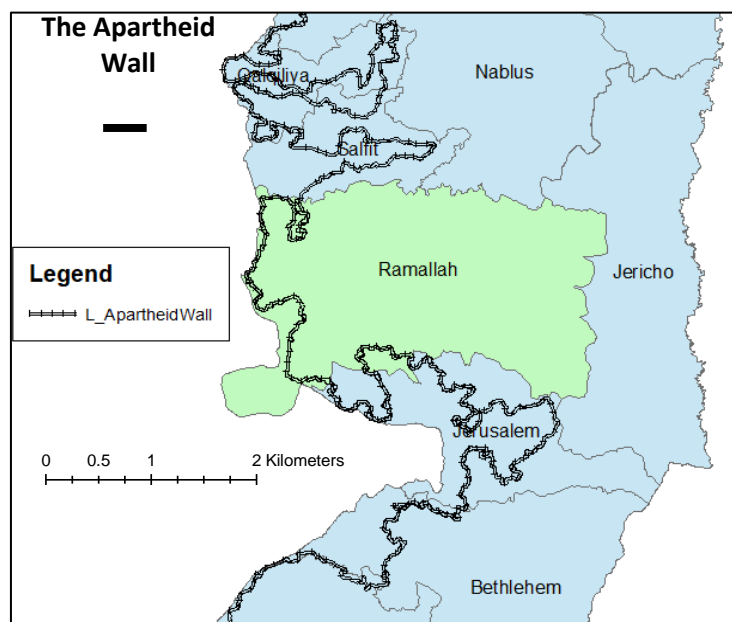 The Apartheid
Wall
Nablus
Qalqiliya
Salfit
Ramallah
Jericho
Legend
L_ApartheidWall
Jerusalem
0 0.5 1 2 Kilometers
Bethlehem